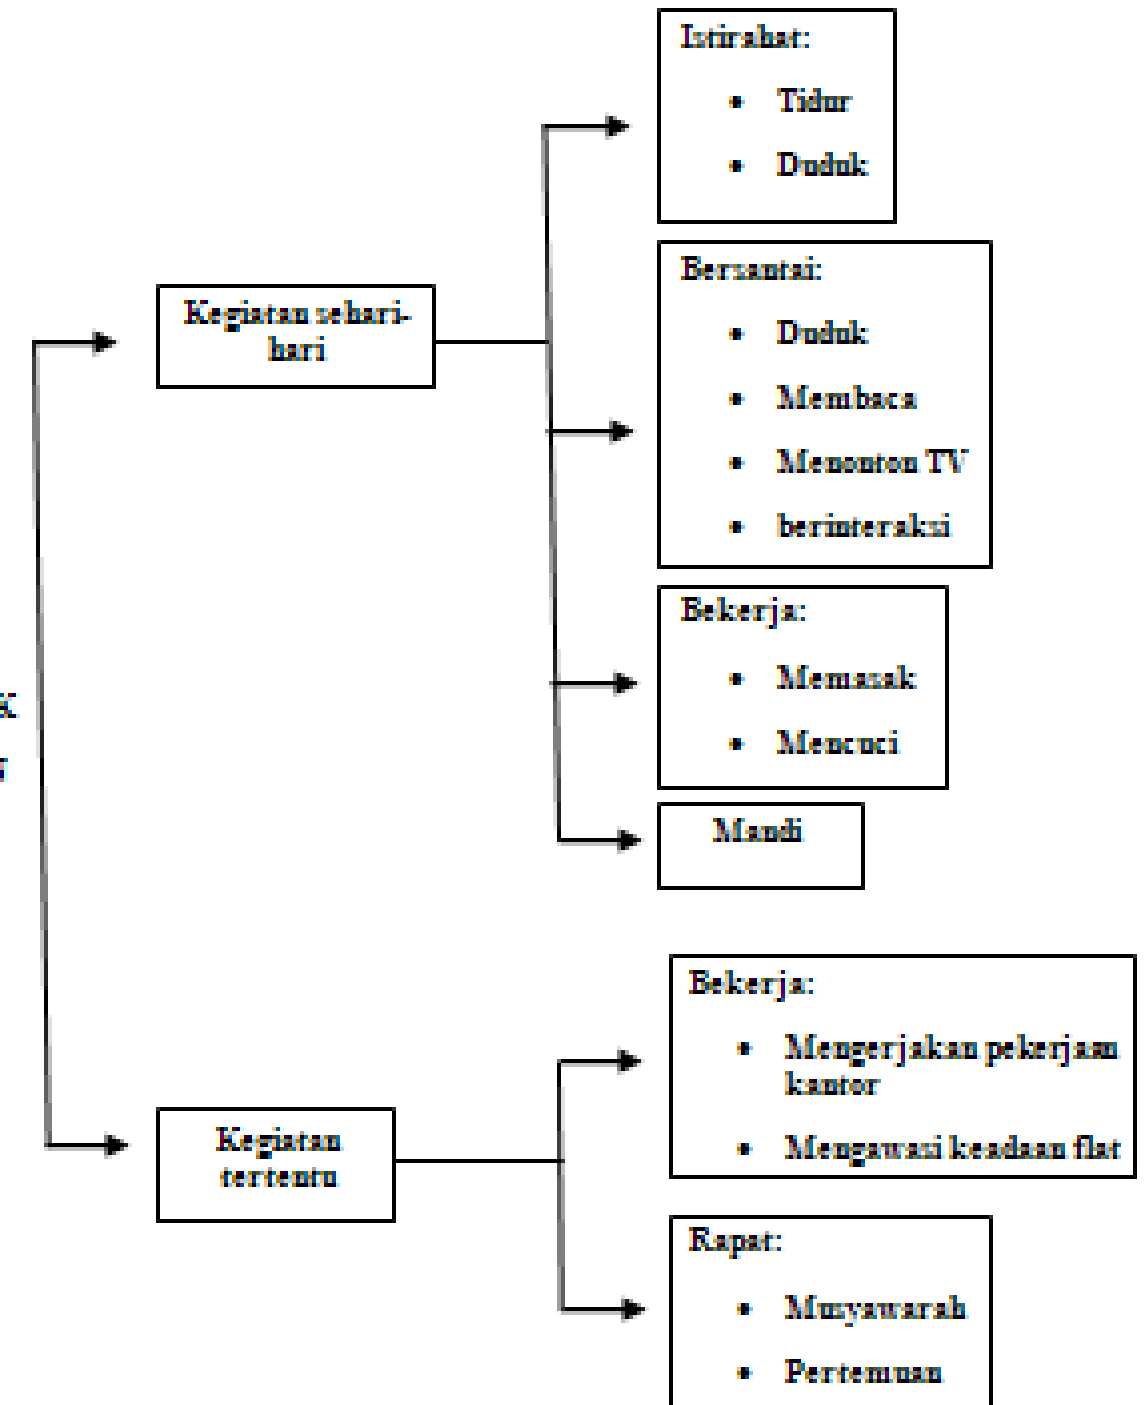 Istirahat:
• Tidur
• Duduk
Bersantai:
• Duduk
• Membaca
• Menonton TV
• berinteraksi
Kegiatan sehari-
hari
Bekerja:
• Memasak
• Mencuci
Mandi
Bekerja:
• Mengerjakan pekerjaan
kantor
• Mengawasi keadaan flat
Kegiatan
tertentu
Rapat:
• Musyawarah
• Pertemuan